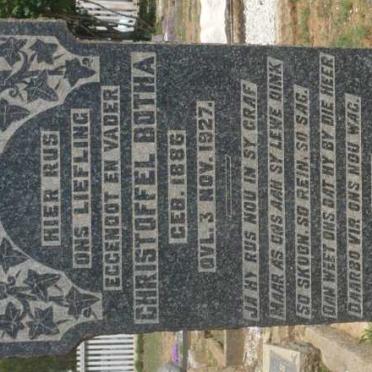 HIER RUS
ONS LIEFLING
EGGENOOT EN VADER
CHRISTOFFEL BOTHA
GEB. 1886
OVL. 3 NOV. 1927.
JA HY RUS NOU IN SY GRAF
MAAR AS ONS AAN SY LEWE DINK
SO SKOON, SO REIN, SO SAG.
DAN WEET ONS DAT HY BY DIE HEER
DAARBO VIR ONS NOU WAG.